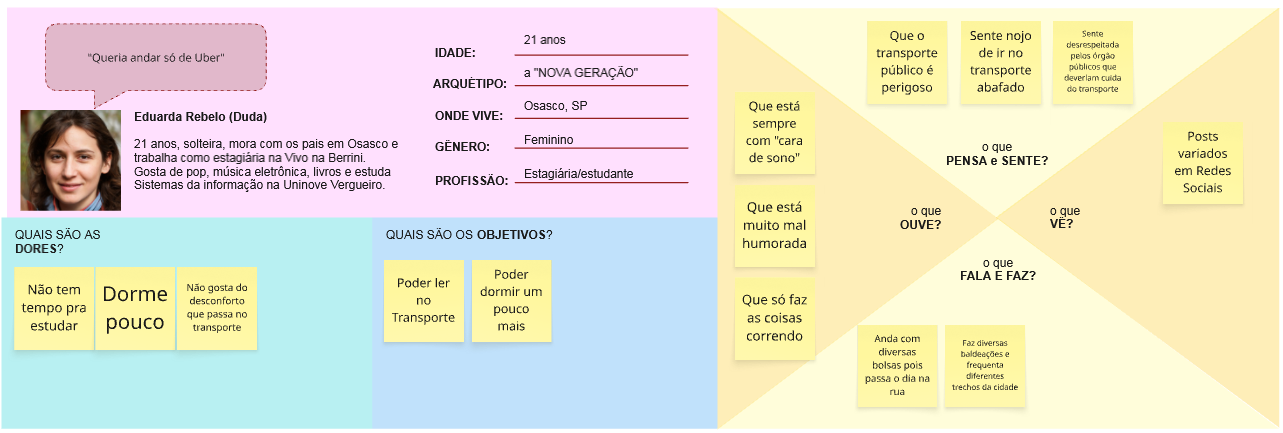 "Queria andar só de Uber"
Eduarda Rebelo (Duda)
21 anos, solteira, mora com os pais em Osasco e
trabalha como estagiária na Vivo na Berrini.
Gosta de pop, música eletrônica, livros e estuda
Sistemas da informação na Uninove Vergueiro.
IDADE: 21 anos
ARQUÉTIPO: a "NOVA GERAÇÃO"
ONDE VIVE: Osasco, SP
GÊNERO: Feminino
PROFISSÃO: Estagiária/estudante
QUAIS SÃO AS
DORES?
Não tem
tempo pra
estudar
Dorme
pouco
Não gosta do
desconforto
que passa no
transporte
QUAIS SÃO OS OBJETIVOS?
Poder ler
no
Transporte
Poder
dormir um
pouco
mais
Que o
transporte
público é
perigoso
Sente nojo
de ir no
transporte
abafado
Sente
desrespeitada
pelos órgão
públicos que
deveriam cuida
do transporte
o que
PENSA e SENTE?
Que está
sempre
com "cara
de sono"
Que está
muito mal
humorada
Que só faz
as coisas
correndo
o que
OUVE?
o que
VÊ?
Posts
variados
em Redes
Sociais
o que
FALA E FAZ?
Anda com
diversas
bolsas pois
passa o dia na
rua
Faz diversas
baldeações e
frequenta
diferentes
trechos da cidade